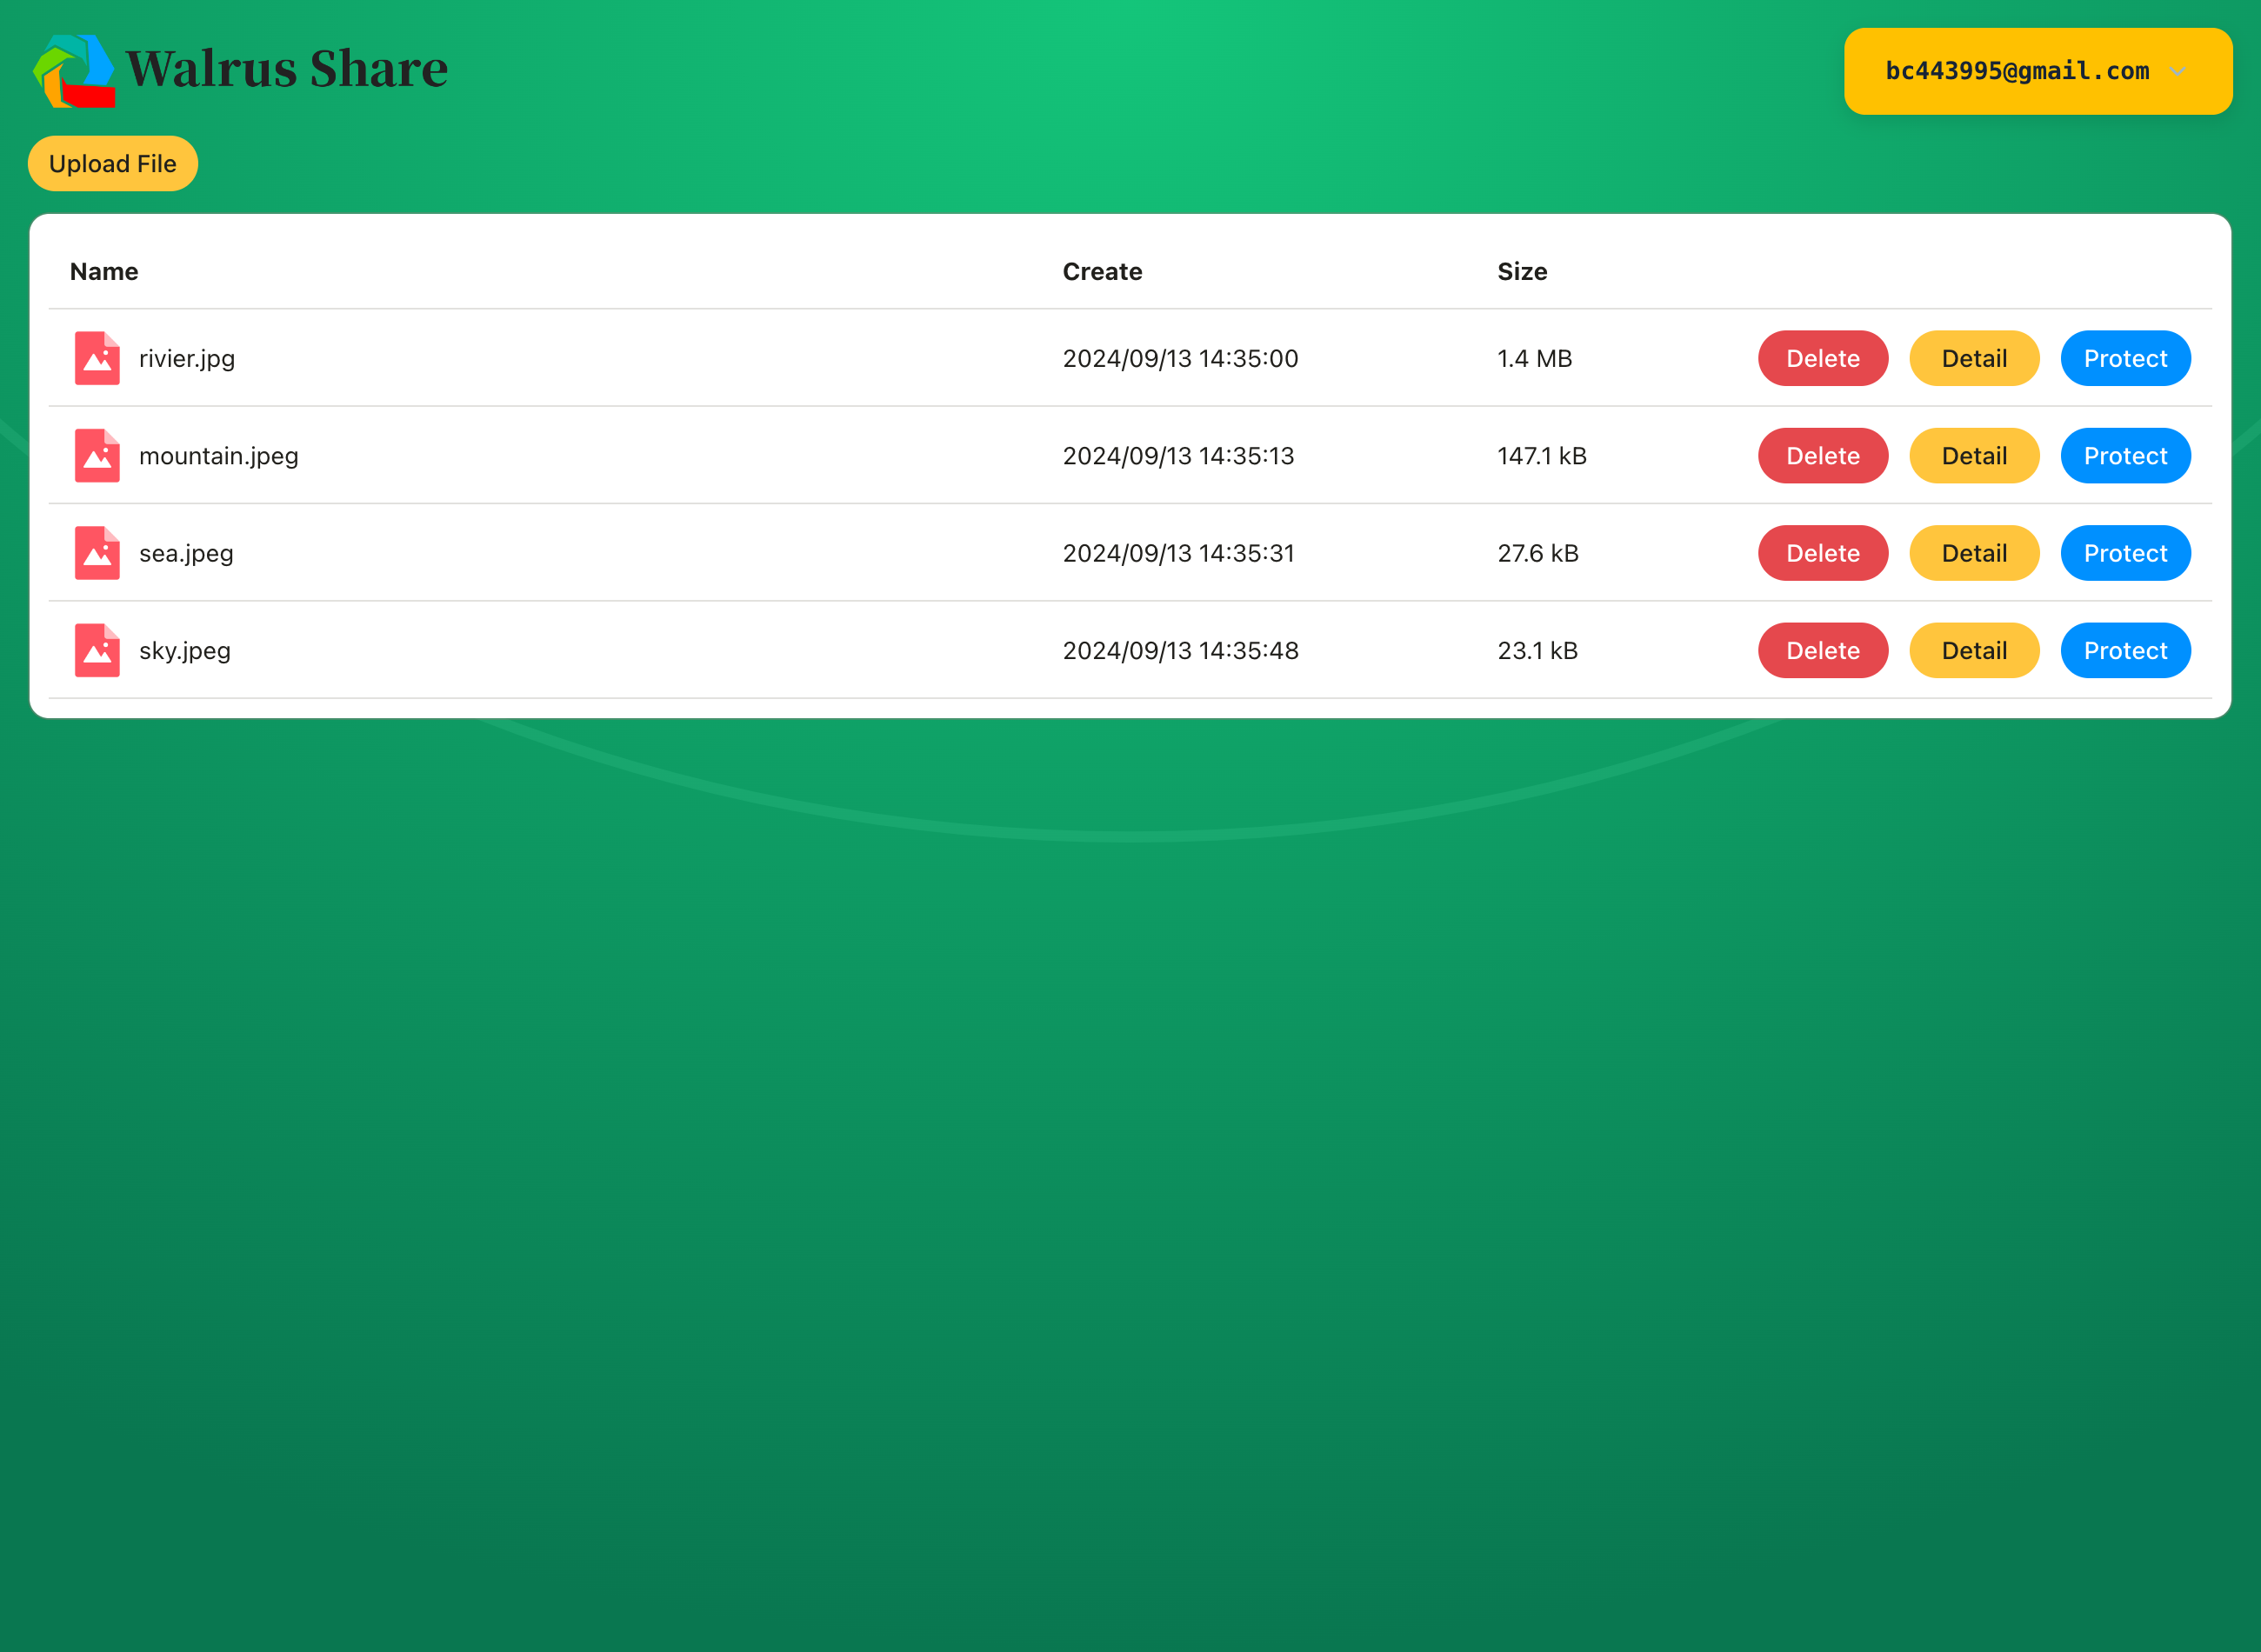 Walrus Share
bc443995@gmail.com
Upload File
Name Create Size
rivier.jpg 2024/09/13 14:35:00 1.4 MB Delete Detail Protect
mountain.jpeg 2024/09/13 14:35:13 147.1 kB Delete Detail Protect
sea.jpeg 2024/09/13 14:35:31 27.6 kB Delete Detail Protect
sky.jpeg 2024/09/13 14:35:48 23.1 kB Delete Detail Protect